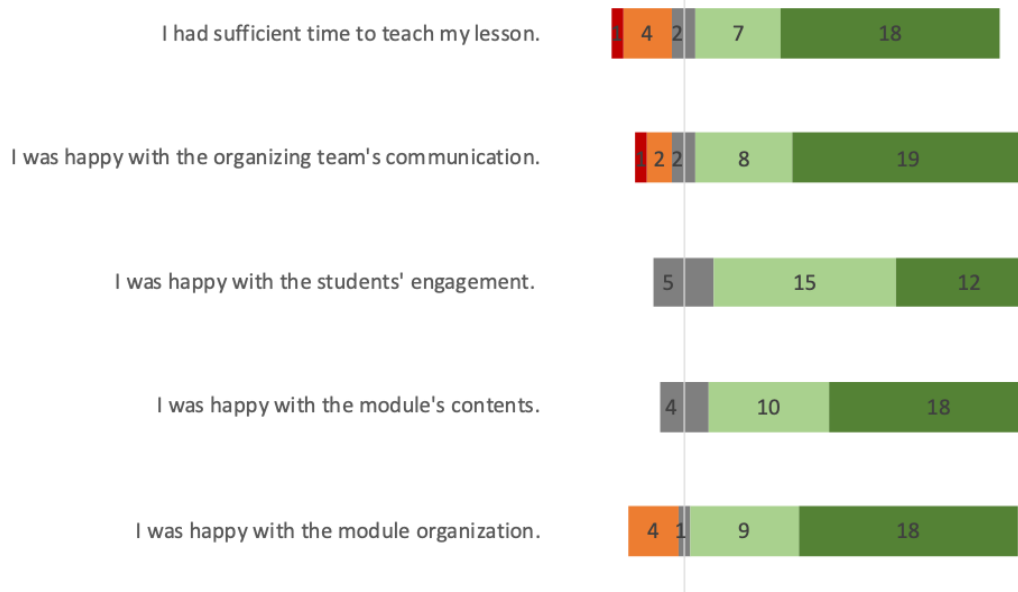 I had sufficient time to teach my lesson. 1 4 2 7 18
I was happy with the organizing team's communication. 1 2 2 8 19
I was happy with the students' engagement. 5 15 12
I was happy with the module's contents. 4 10 18
I was happy with the module organization. 4 1 9 18